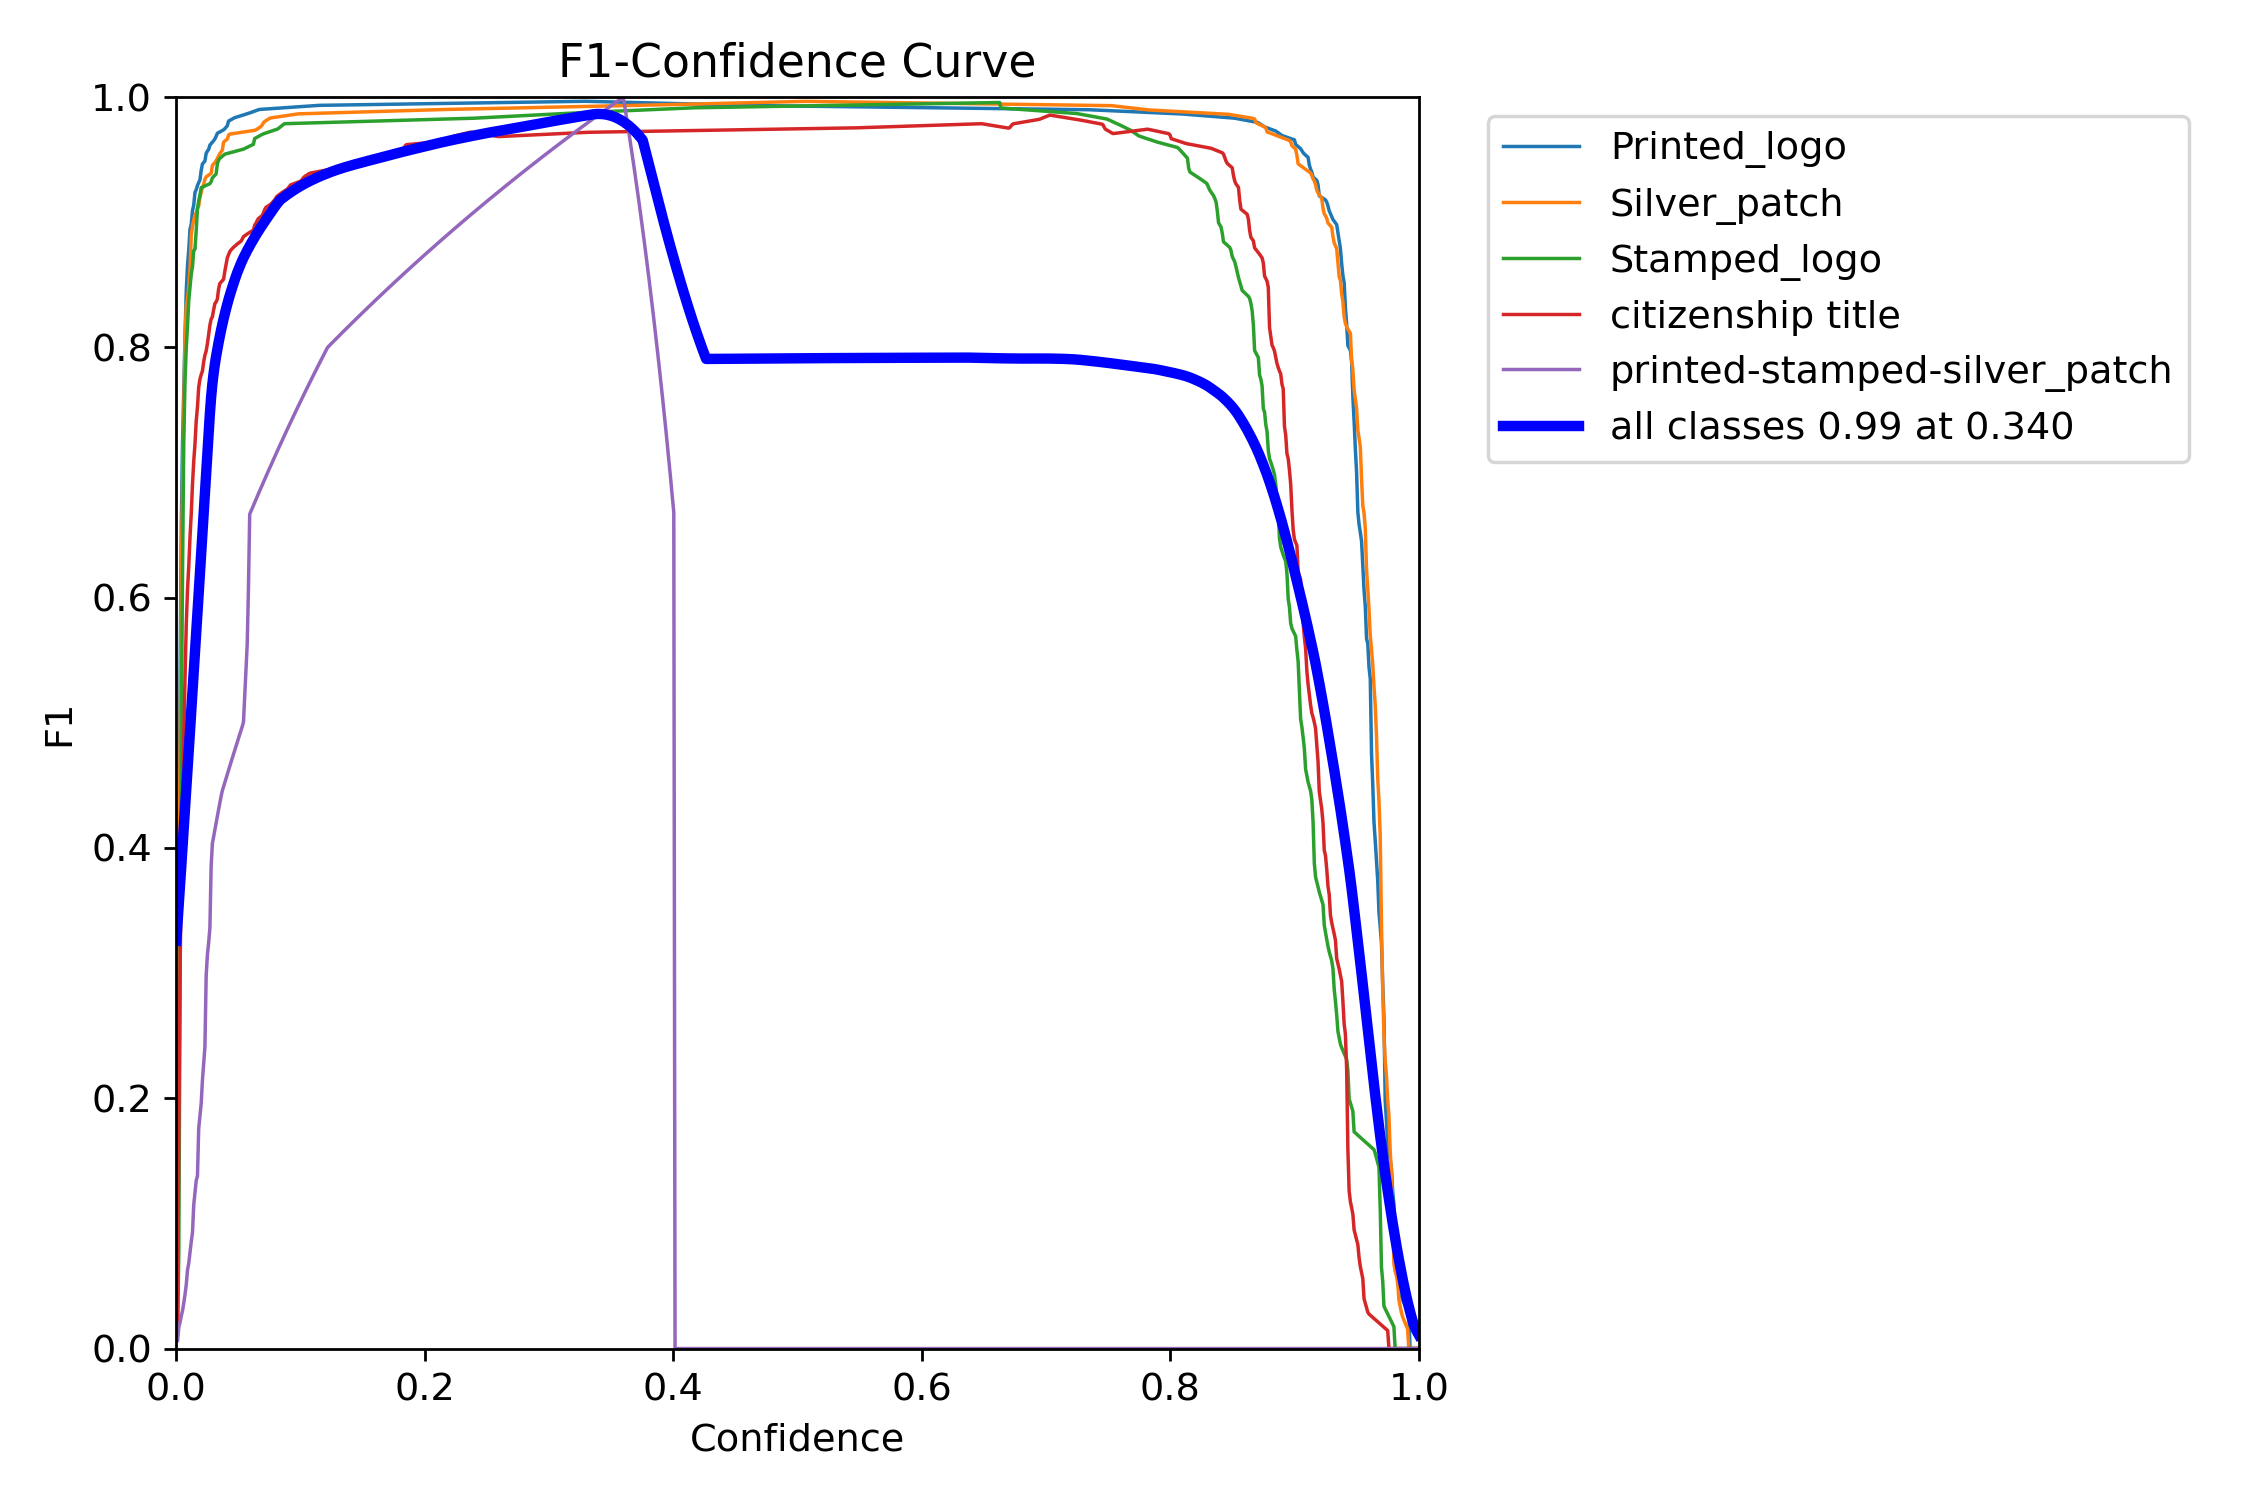 F1-Confidence Curve
1.0
0.8
0.6
0.4
0.2
0.0
F1
0.0 0.2 0.4 0.6 0.8 1.0
Confidence
Printed_logo
Silver_patch
Stamped_logo
citizenship title
printed-stamped-silver_patch
all classes 0.99 at 0.340